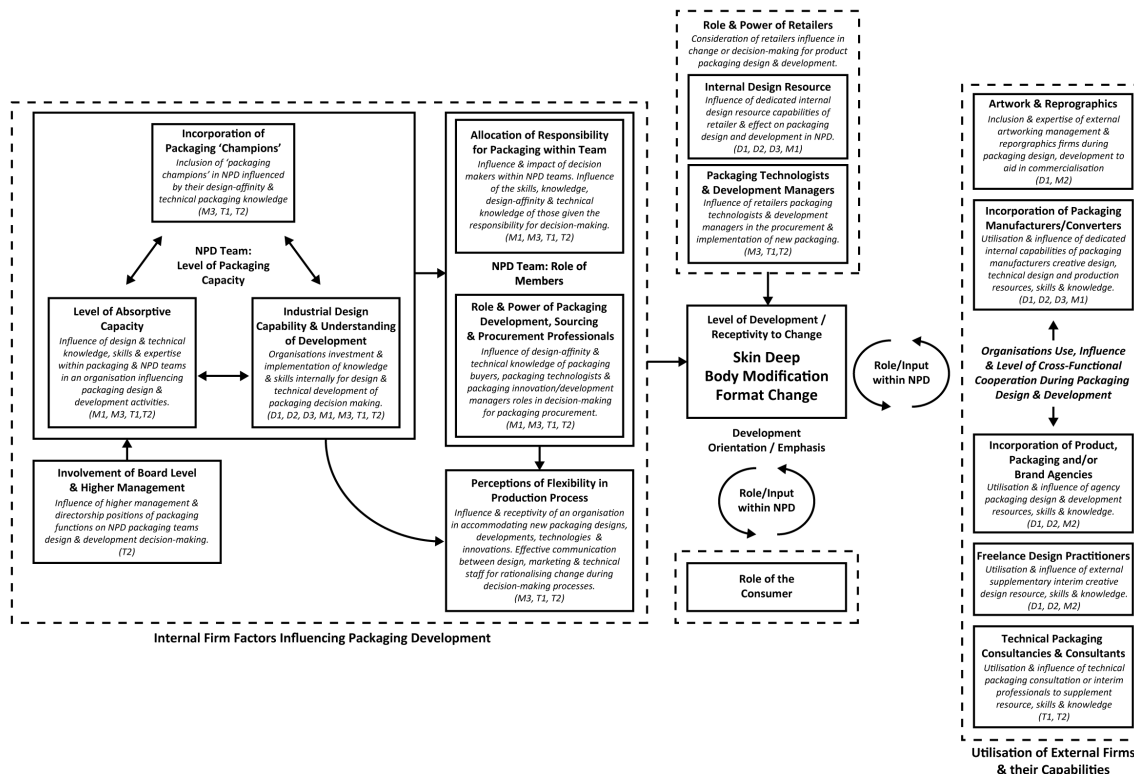 Incorporation of
Packaging ‘Champions’
Inclusion of ‘packaging
champions’ in NPD influenced
by their design-affinity &
technical packaging knowledge
(M3, T1, T2)
NPD Team:
Level of Packaging
Capacity
Level of Absorptive
Capacity
Influence of design & technical
knowledge, skills & expertise
within packaging & NPD teams
in an organisation influencing
packaging design &
development activities.
(M1, M3, T1,T2)
Industrial Design
Capability & Understanding
of Development
Organisations investment &
implementation of knowledge
& skills internally for design &
technical development of
packaging decision making.
(D1, D2, D3, M1, M3, T1, T2)
Involvement of Board Level
& Higher Management
Influence of higher management &
directorship positions of packaging
functions on NPD packaging teams
design & development decision-making.
(T2)
Allocation of Responsibility
for Packaging within Team
Influence & impact of decision
makers within NPD teams. Influence
of the skills, knowledge,
design-affinity & technical
knowledge of those given the
responsibility for decision-making.
(M1, M3, T1, T2)
NPD Team: Role of
Members
Role & Power of Packaging
Development, Sourcing
& Procurement Professionals
Influence of design-affinity &
technical knowledge of packaging
buyers, packaging technologists &
packaging innovation/development
managers roles in decision-making
for packaging procurement.
(M1, M3, T1, T2)
Perceptions of Flexibility in
Production Process
Influence & receptivity of an organisation
in accommodating new packaging designs,
developments, technologies &
innovations. Effective communication
between design, marketing & technical
staff for rationalising change during
decision-making processes.
(M3, T1, T2)
Internal Firm Factors Influencing Packaging Development
Role & Power of Retailers
Consideration of retailers influence in
change or decision-making for product
packaging design & development.
Internal Design Resource
Influence of dedicated internal
design resource capabilities of
retailer & effect on packaging
design and development in NPD.
(D1, D2, D3, M1)
Packaging Technologists
& Development Managers
Influence of retailers packaging
technologists & development
managers in the procurement &
implementation of new packaging.
(M3, T1,T2)
Level of Development /
Receptivity to Change
Skin Deep
Body Modification
Format Change
Development
Orientation / Emphasis
Role/Input
within NPD
Role of the
Consumer
Role/Input
within NPD
Artwork & Reprographics
Inclusion & expertise of external
artworking management &
reporgraphics firms during
packaging design, development to
aid in commercialisation
(D1, M2)
Incorporation of Packaging
Manufacturers/Converters
Utilisation & influence of dedicated
internal capabilities of packaging
manufacturers creative design,
technical design and production
resources, skills & knowledge.
(D1, D2, D3, M1)
Organisations Use, Influence
& Level of Cross-Functional
Cooperation During Packaging
Design & Development
Incorporation of Product,
Packaging and/or
Brand Agencies
Utilisation & influence of agency
packaging design & development
resources, skills & knowledge.
(D1, D2, M2)
Freelance Design Practitioners
Utilisation & influence of external
supplementary interim creative
design resource, skills & knowledge.
(D1, D2, M2)
Technical Packaging
Consultancies & Consultants
Utilisation & influence of technical
packaging consultation or interim
professionals to supplement
resource, skills & knowledge
(T1, T2)
Utilisation of External Firms
& their Capabilities